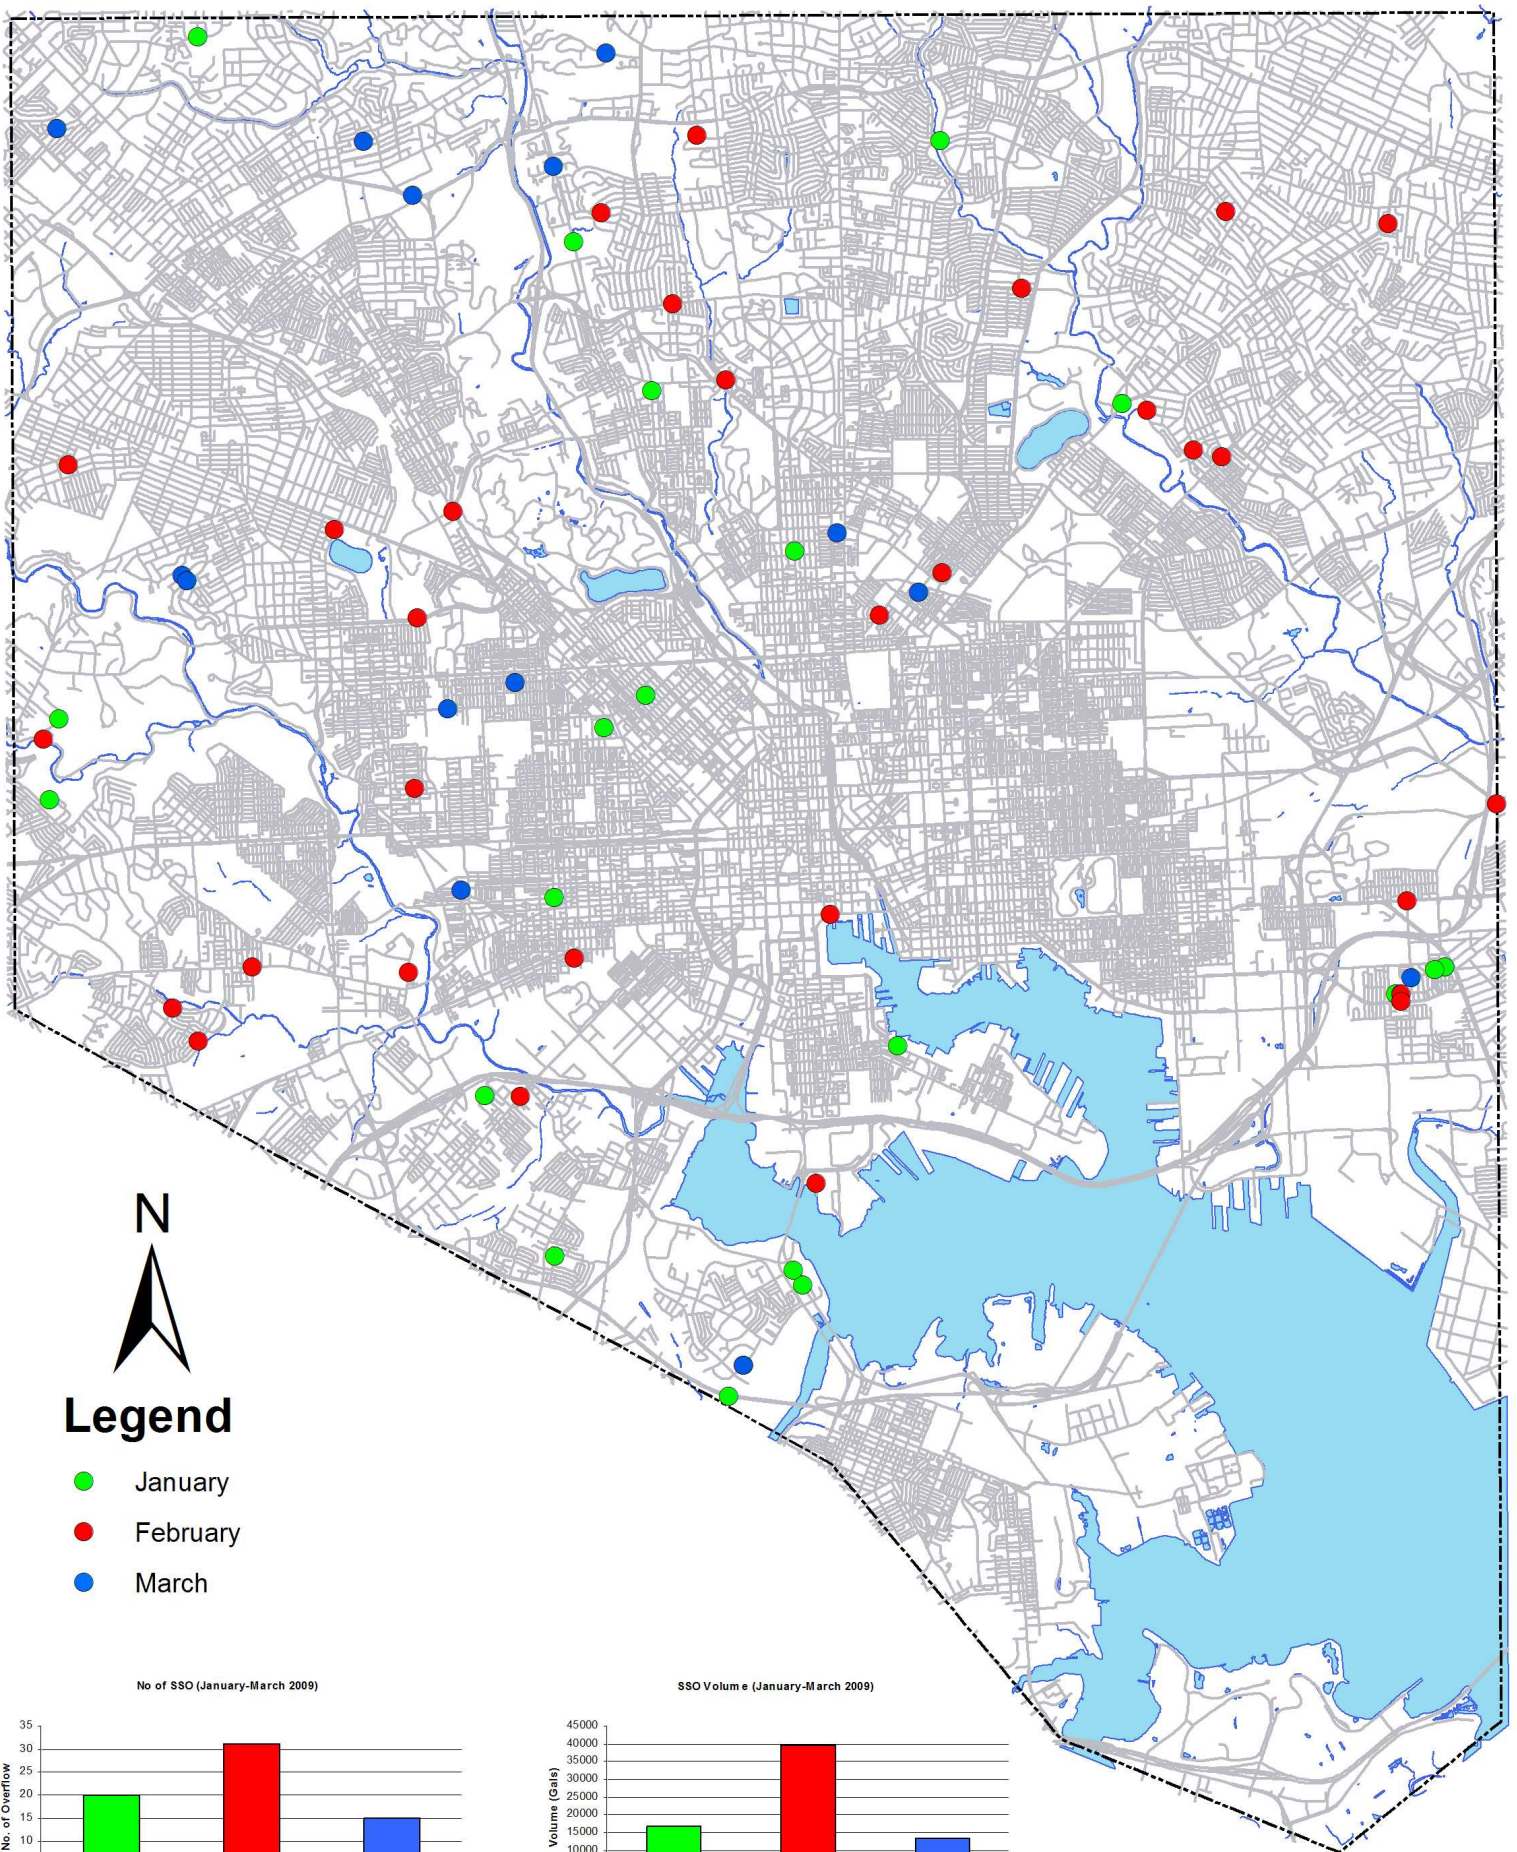 N
Legend
January
February
March
No of SSO (January-March 2009)
SSO Volume (January-March 2009)
No. of Overflow
35
30
25
20
15
10
Volume (Gals)
45000
40000
35000
30000
25000
20000
15000
10000